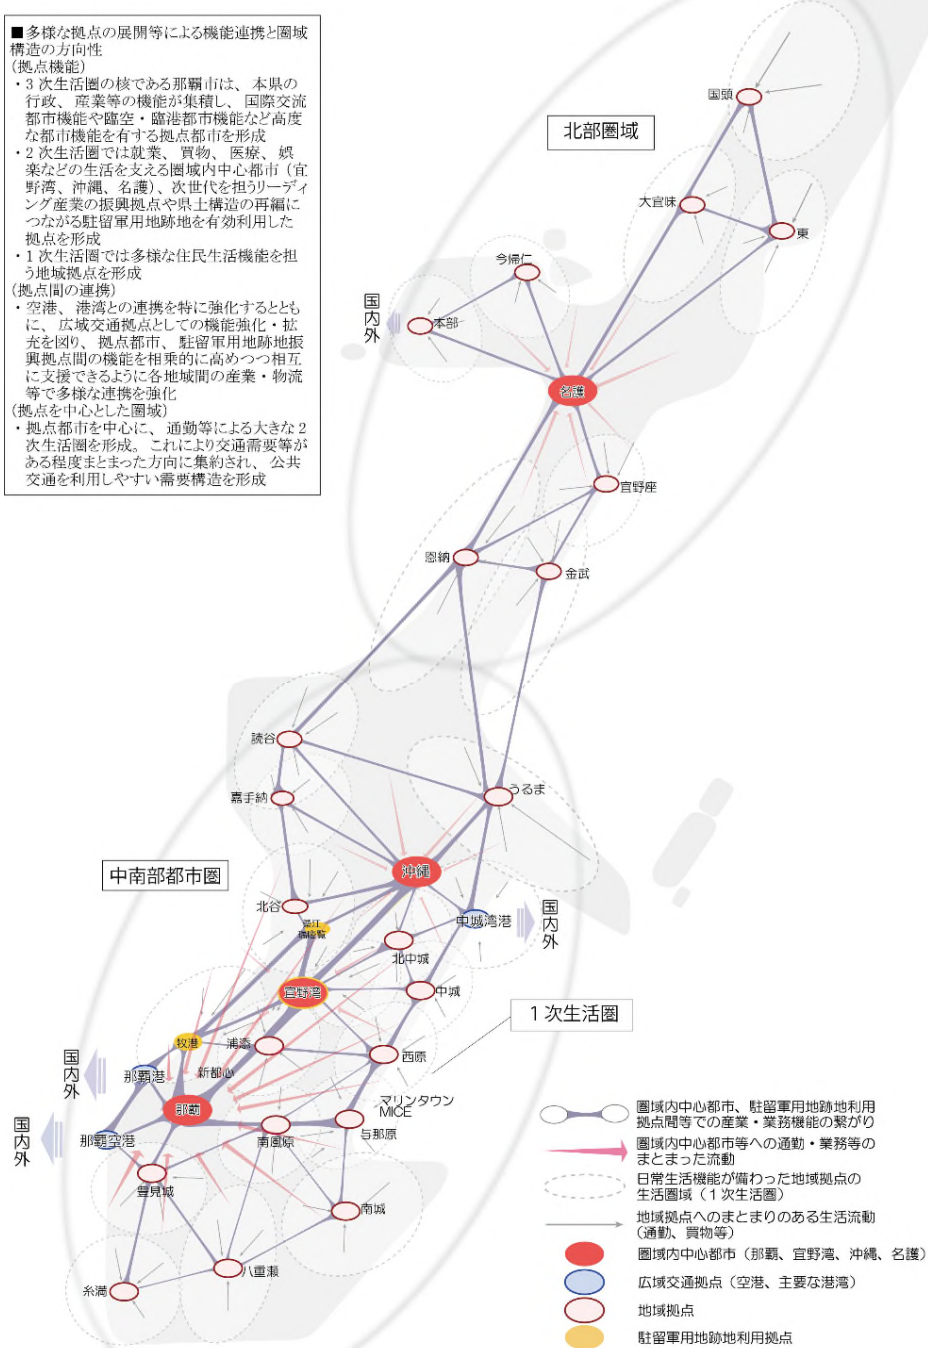 ■多様な拠点の展開等による機能連携と圏域
構造の方向性
(拠点機能)
・3次生活圏の核である那覇市は、本県の
行政、産業等の機能が集積し、国際交流
都市機能や臨空・臨港都市機能など高度
な都市機能を有する拠点都市を形成
・2次生活圏では就業、買物、医療、娯
楽などの生活を支える圏域内中心都市（宜
野湾、沖縄、名護）、次世代を担うリーディ
ング産業の振興拠点や県土構造の再編に
つながる駐留軍用地跡地を有効利用した
拠点を形成
・1次生活圏では多様な住民生活機能を担
う地域拠点を形成
(拠点間の連携)
・空港、港湾との連携を特に強化するととも
に、広域交通拠点としての機能強化・拡
充を図り、拠点都市、駐留軍用地跡地振
興拠点間の機能を相乗的に高めつつ相互
に支援できるように各地域間の産業・物流
等で多様な連携を強化
(拠点を中心とした圏域)
・拠点都市を中心に、通勤等による大きな2
次生活圏を形成。これにより交通需要等が
ある程度まとまった方向に集約され、公共
交通を利用しやすい需要構造を形成
北部圏域
国頭
大宜味
東
今帰仁
国内外
本部
名護
宜野座
恩納
金武
読谷
嘉手納
うるま
中南部都市圏
沖縄
北谷
中城湾港
国内外
北中城
宜野湾
中城
1次生活圏
牧港
浦添
西原
国内外
那覇港
新都心
マリンタウン
MICE
那覇
与那原
国内外
那覇空港
南風原
豊見城
南城
八重瀬
糸満
圏域内中心都市、駐留軍用地跡地利用
拠点間等での産業・業務機能の繋がり
圏域内中心都市等への通勤・業務等の
まとまった流動
日常生活機能が備わった地域拠点の
生活圏域（1次生活圏）
地域拠点へのまとまりのある生活流動
（通勤、買物等）
圏域内中心都市（那覇、宜野湾、沖縄、名護）
広域交通拠点（空港、主要な港湾）
地域拠点
駐留軍用地跡地利用拠点